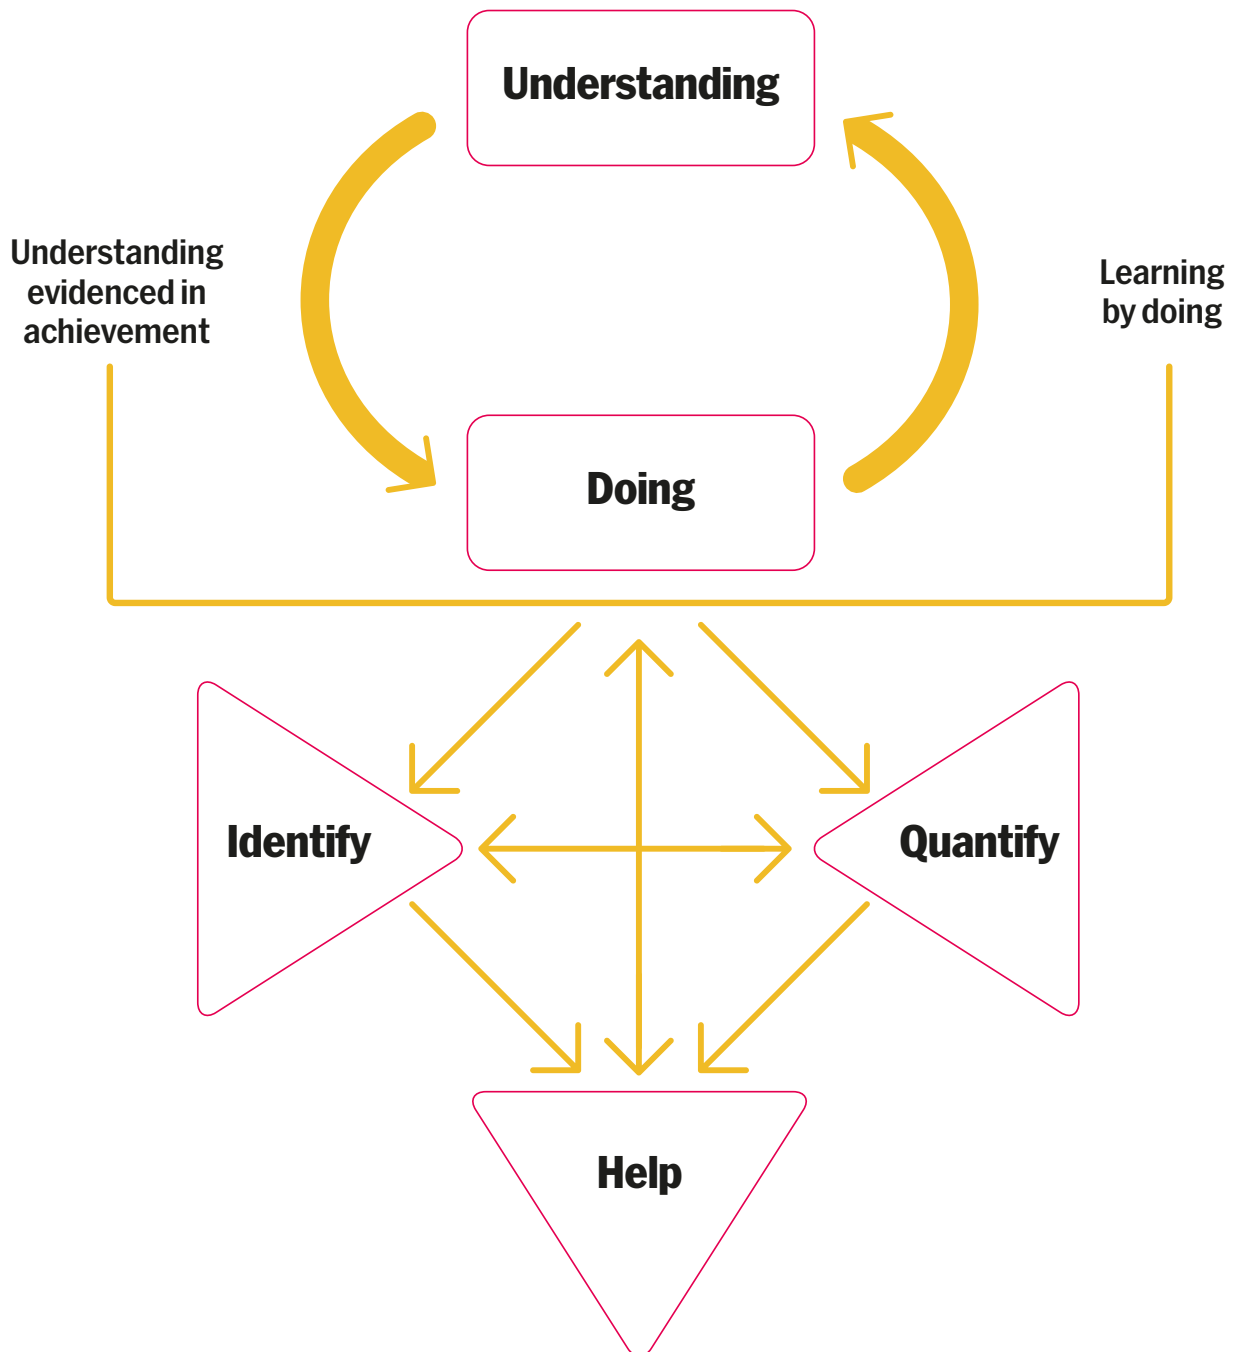 Understanding
Understanding
evidenced in
achievement
Learning
by doing
Doing
Identify
Quantify
Help